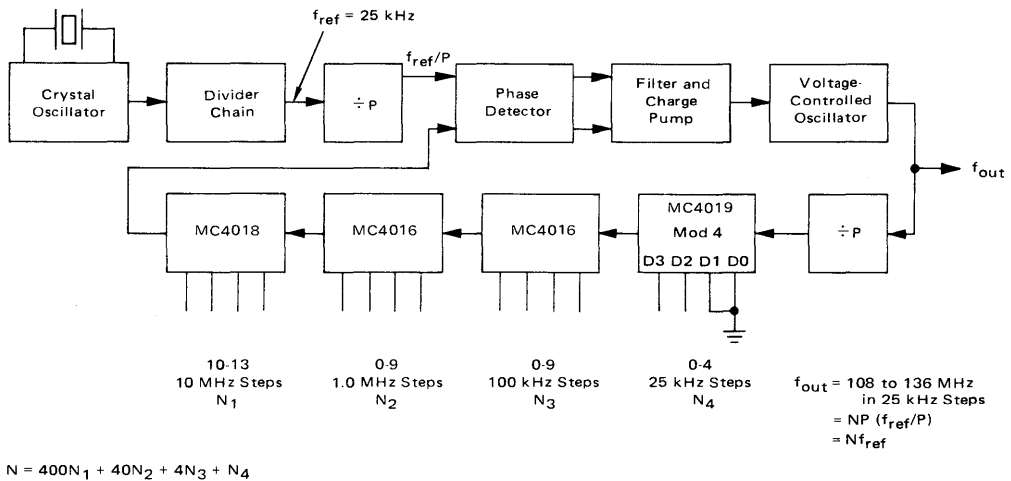 f_ref = 25 kHz
f_ref/P
Crystal
Oscillator
Divider
Chain
÷P
Phase
Detector
Filter and
Charge
Pump
Voltage-
Controlled
Oscillator
f_out
MC4018
MC4016
MC4016
MC4019
Mod 4
D3 D2 D1 D0
÷P
10-13
10 MHz Steps
N₁
0-9
1.0 MHz Steps
N₂
0-9
100 kHz Steps
N₃
0-4
25 kHz Steps
N₄
f_out = 108 to 136 MHz
in 25 kHz Steps
= NP (f_ref/P)
= Nf_ref
N = 400N₁ + 40N₂ + 4N₃ + N₄